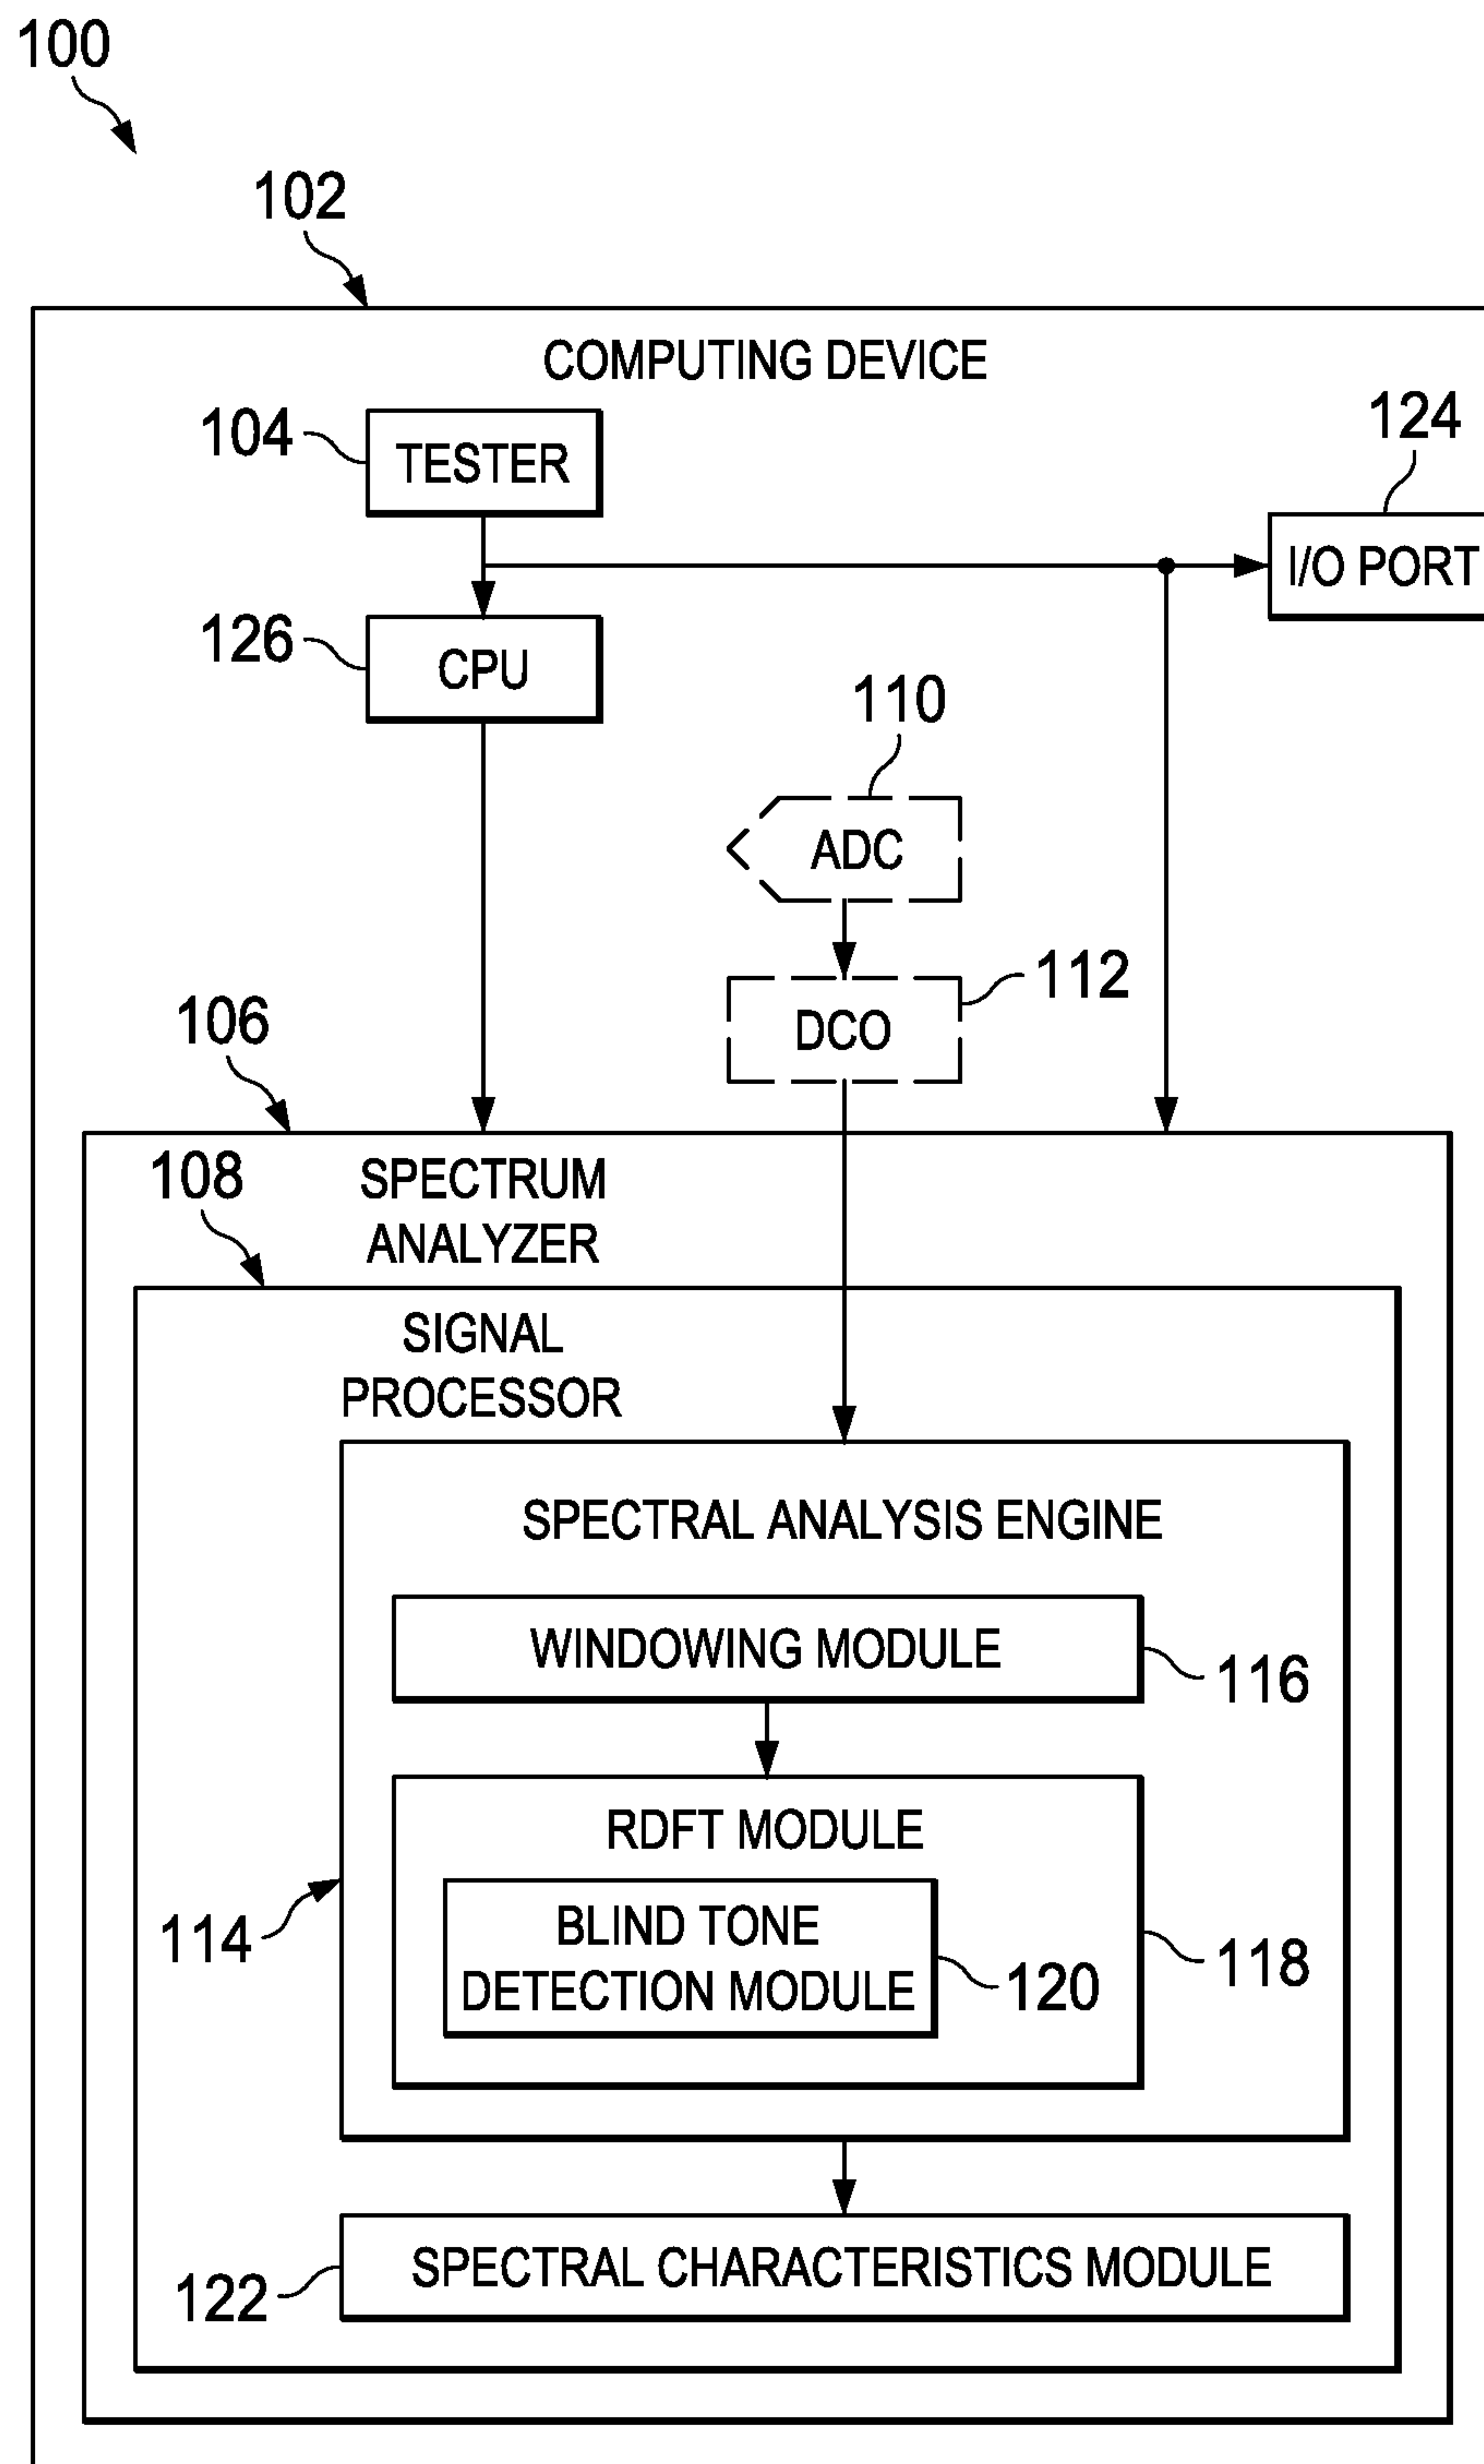 100
102
COMPUTING DEVICE
104
TESTER
124
I/O PORT
126
CPU
110
ADC
112
DCO
106
108
SPECTRUM
ANALYZER
SIGNAL
PROCESSOR
SPECTRAL ANALYSIS ENGINE
WINDOWING MODULE
116
RDFT MODULE
114
BLIND TONE
DETECTION MODULE
120
118
SPECTRAL CHARACTERISTICS MODULE
122